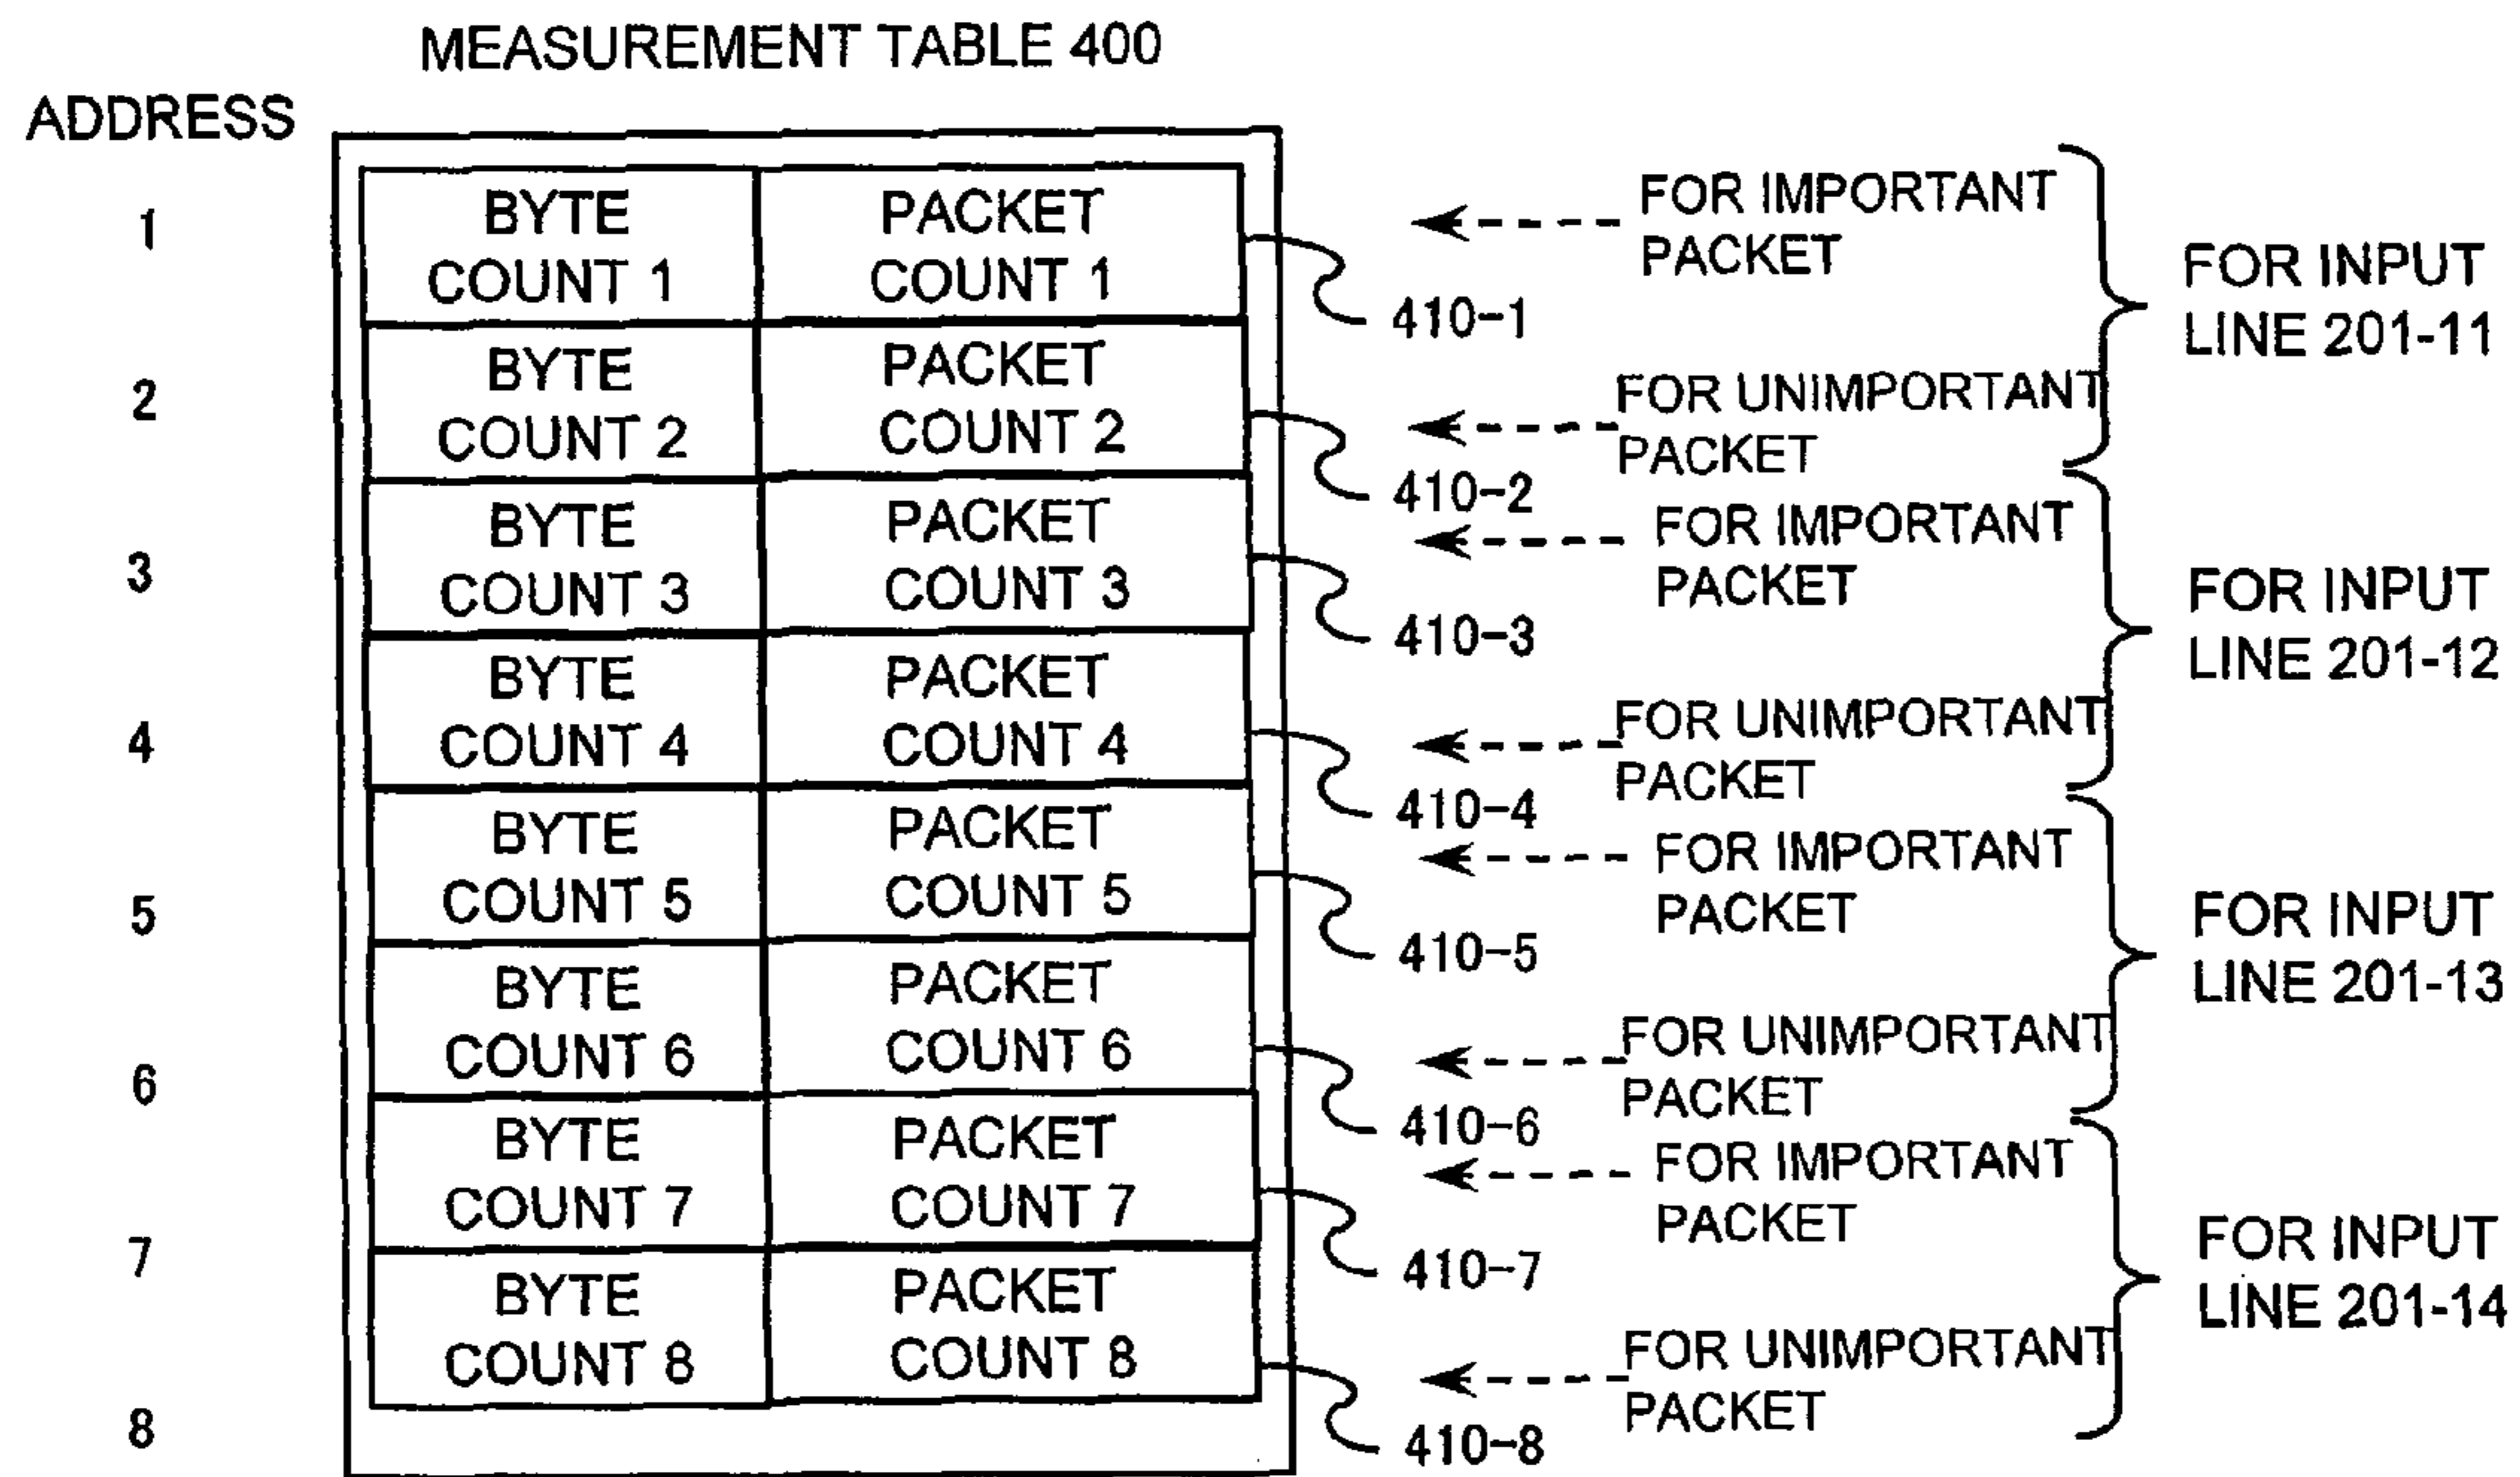 MEASUREMENT TABLE 400
ADDRESS
1
BYTE
COUNT 1
PACKET
COUNT 1
410-1
FOR IMPORTANT
PACKET
FOR INPUT
LINE 201-11
2
BYTE
COUNT 2
PACKET
COUNT 2
410-2
FOR UNIMPORTANT
PACKET
3
BYTE
COUNT 3
PACKET
COUNT 3
410-3
FOR IMPORTANT
PACKET
FOR INPUT
LINE 201-12
4
BYTE
COUNT 4
PACKET
COUNT 4
410-4
FOR UNIMPORTANT
PACKET
5
BYTE
COUNT 5
PACKET
COUNT 5
410-5
FOR IMPORTANT
PACKET
FOR INPUT
LINE 201-13
6
BYTE
COUNT 6
PACKET
COUNT 6
410-6
FOR UNIMPORTANT
PACKET
7
BYTE
COUNT 7
PACKET
COUNT 7
410-7
FOR IMPORTANT
PACKET
FOR INPUT
LINE 201-14
8
BYTE
COUNT 8
PACKET
COUNT 8
410-8
FOR UNIMPORTANT
PACKET